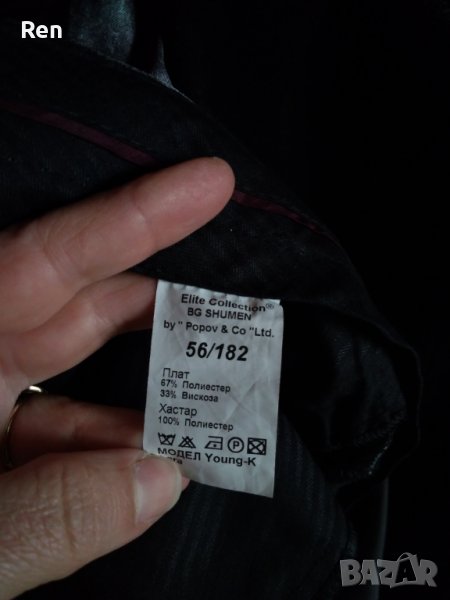 Ren
Elite Collection®
BG SHUMEN
by " Popov & Co "Ltd.
56/182
Плат
67% Полиестер
33% Вискоза
Хастар
100% Полиестер
P
МОДЕЛ Young-K
BAZAR